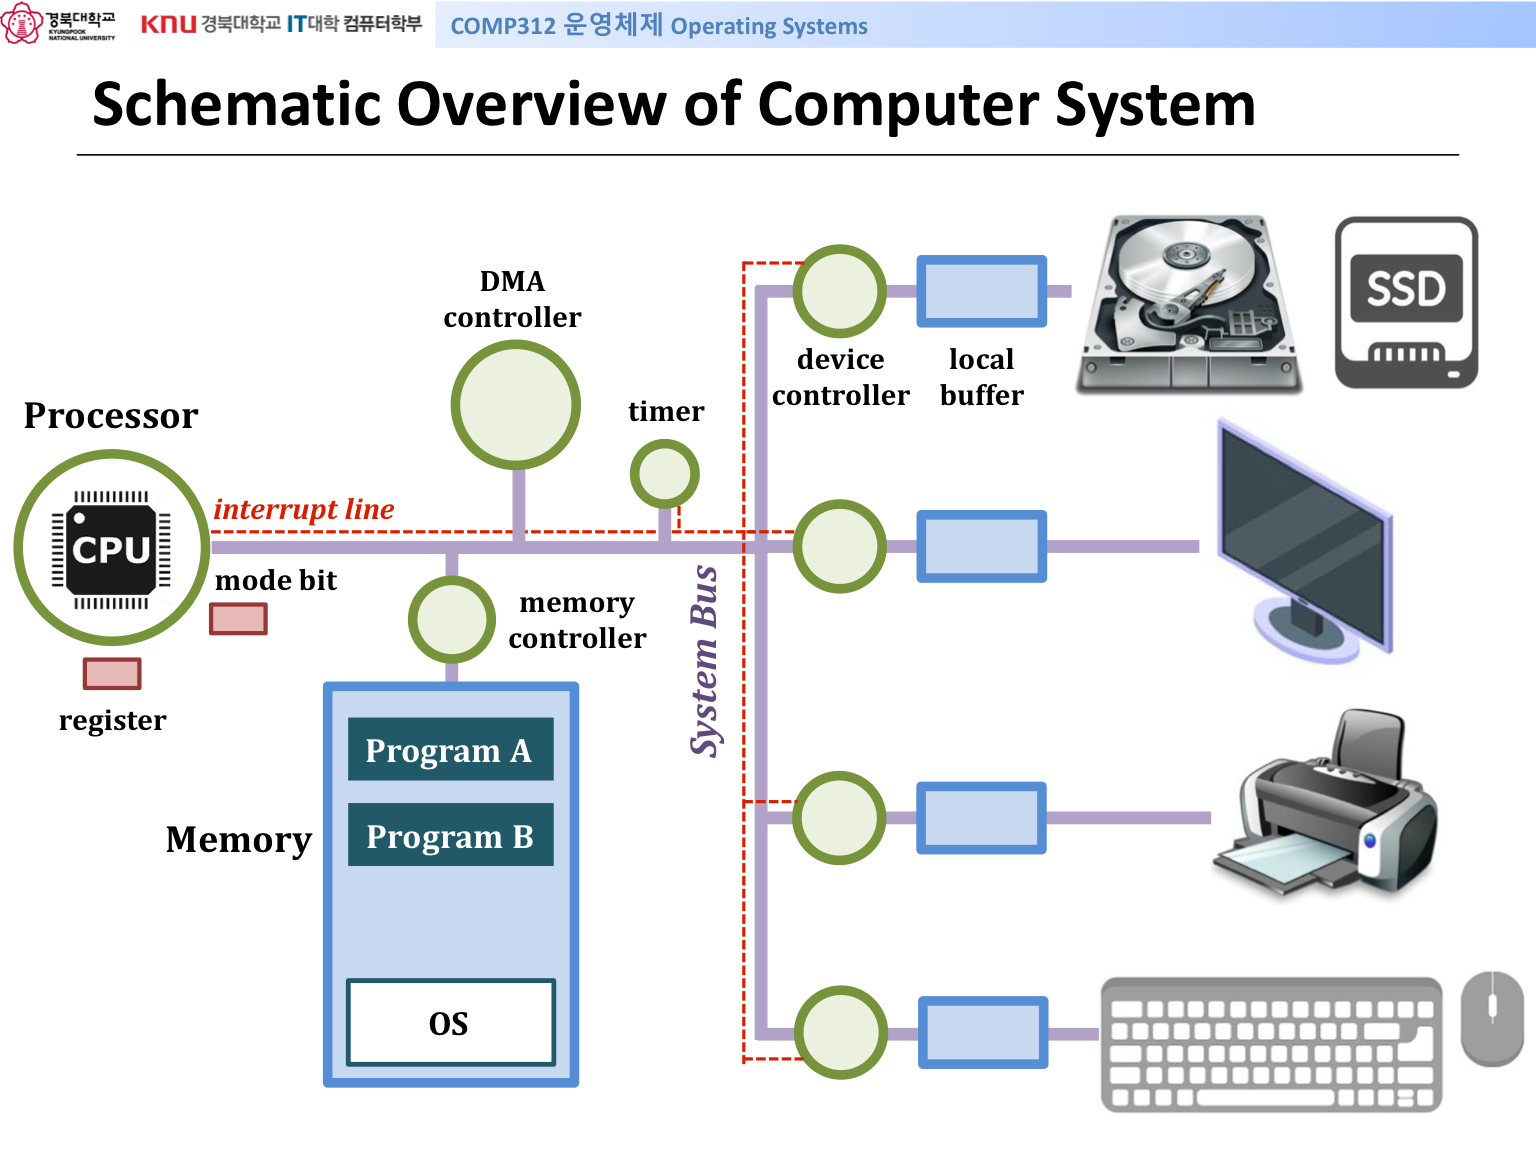 경북대학교
KYUNGPOOK
NATIONAL UNIVERSITY
KNU 경북대학교 IT대학 컴퓨터학부
COMP312 운영체제 Operating Systems
Schematic Overview of Computer System
DMA
controller
SSD
device
controller
local
buffer
timer
Processor
interrupt line
CPU
mode bit
memory
controller
System Bus
register
Program A
Program B
Memory
OS